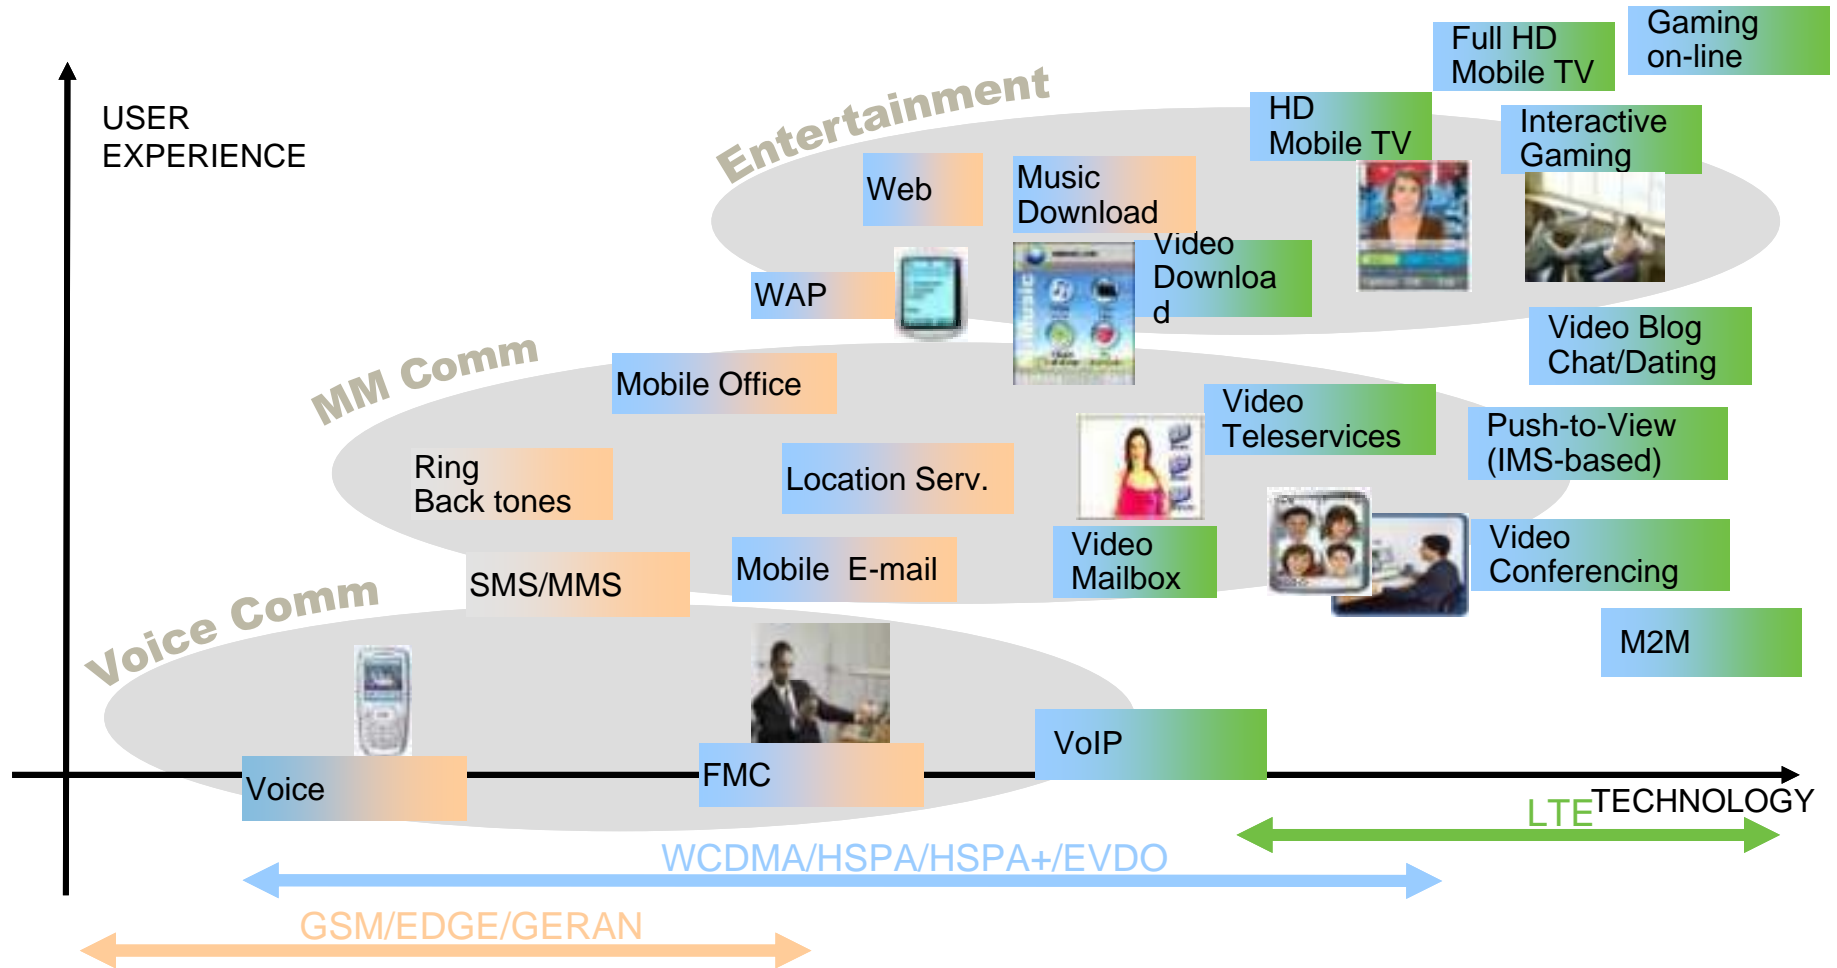 Gaming
on-line
Full HD
Mobile TV
USER
EXPERIENCE
Entertainment
HD
Mobile TV
Interactive
Gaming
Web
Music
Download
Video
Downloa
d
WAP
Music
Video Blog
Chat/Dating
MM Comm
Mobile Office
Video
Teleservices
Push-to-View
(IMS-based)
Ring
Back tones
Location Serv.
Video
Mailbox
Video
Conferencing
SMS/MMS
Mobile E-mail
Voice Comm
M2M
VoIP
FMC
Voice
TECHNOLOGY
LTE
WCDMA/HSPA/HSPA+/EVDO
GSM/EDGE/GERAN